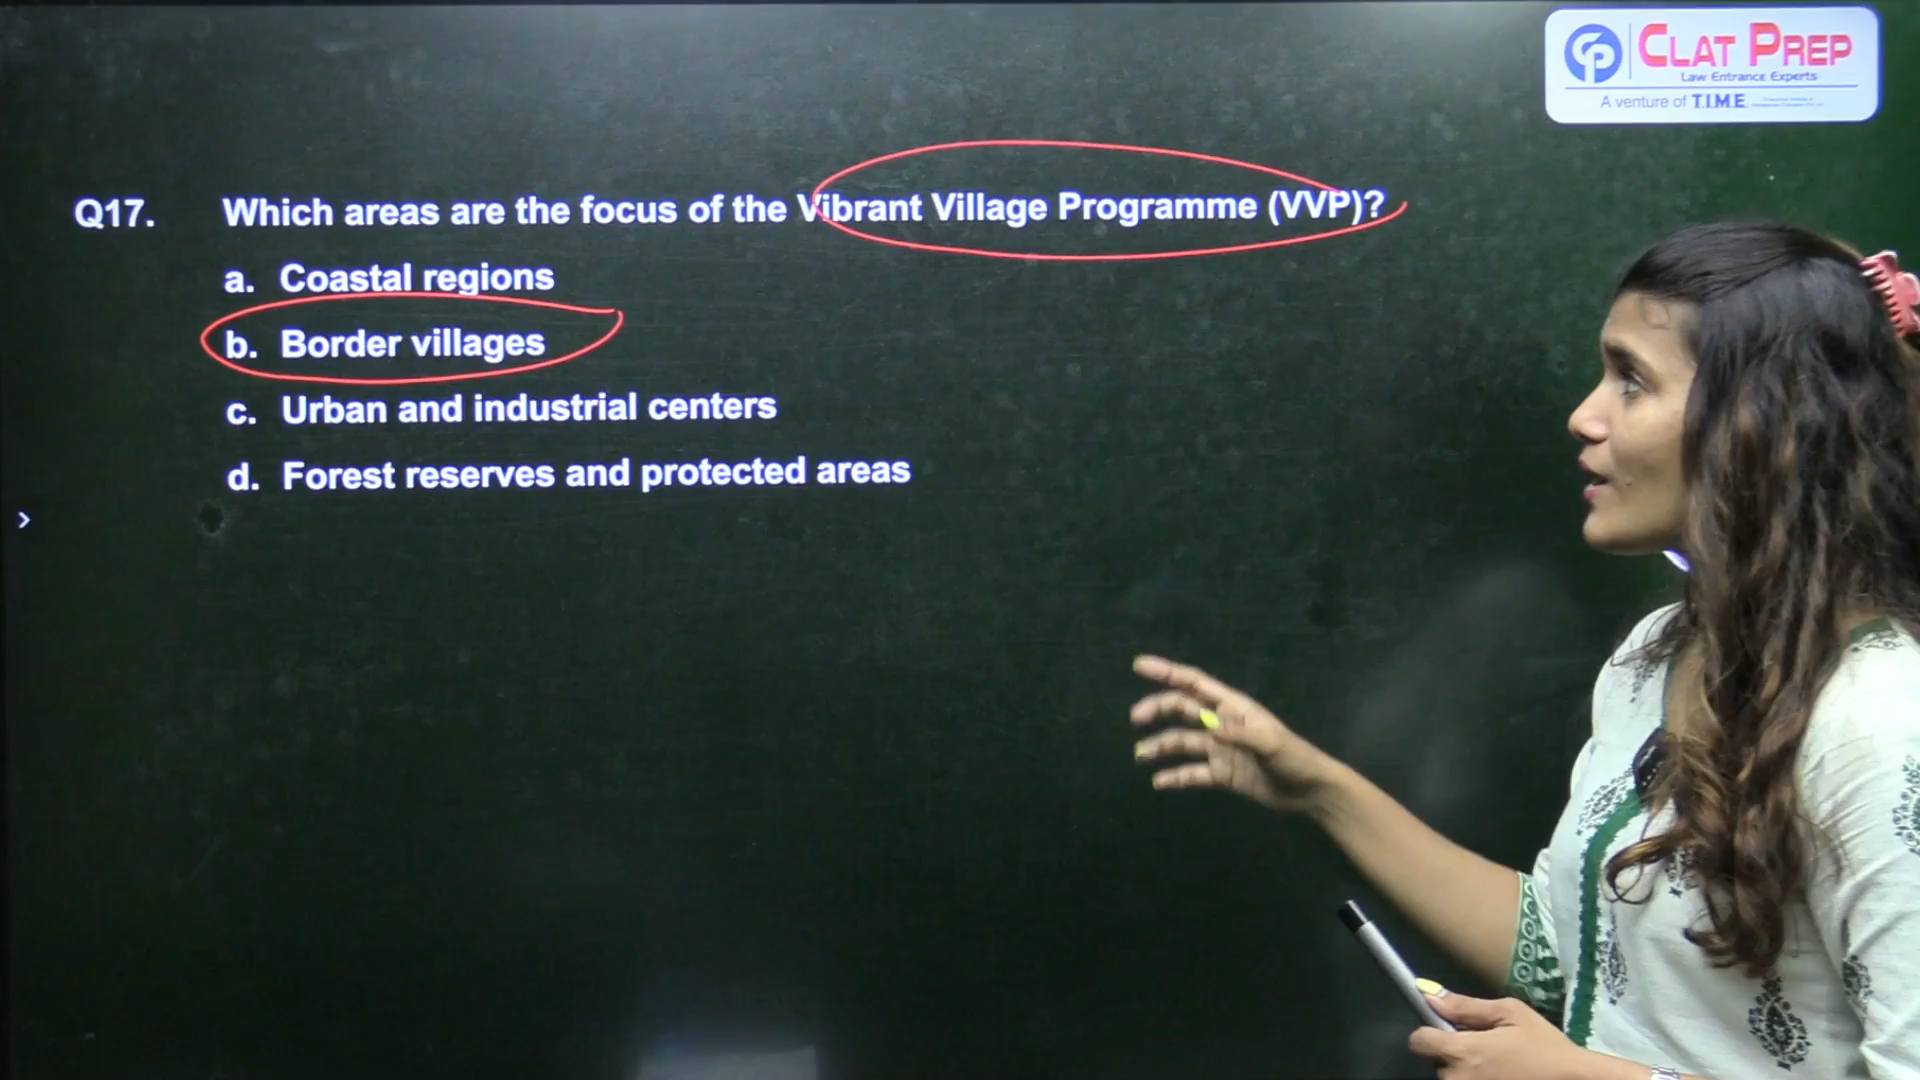 CLAT PREP
Law Entrance Experts
A venture of T.I.M.E.
Q17. Which areas are the focus of the Vibrant Village Programme (VVP)?
a. Coastal regions
b. Border villages
c. Urban and industrial centers
d. Forest reserves and protected areas